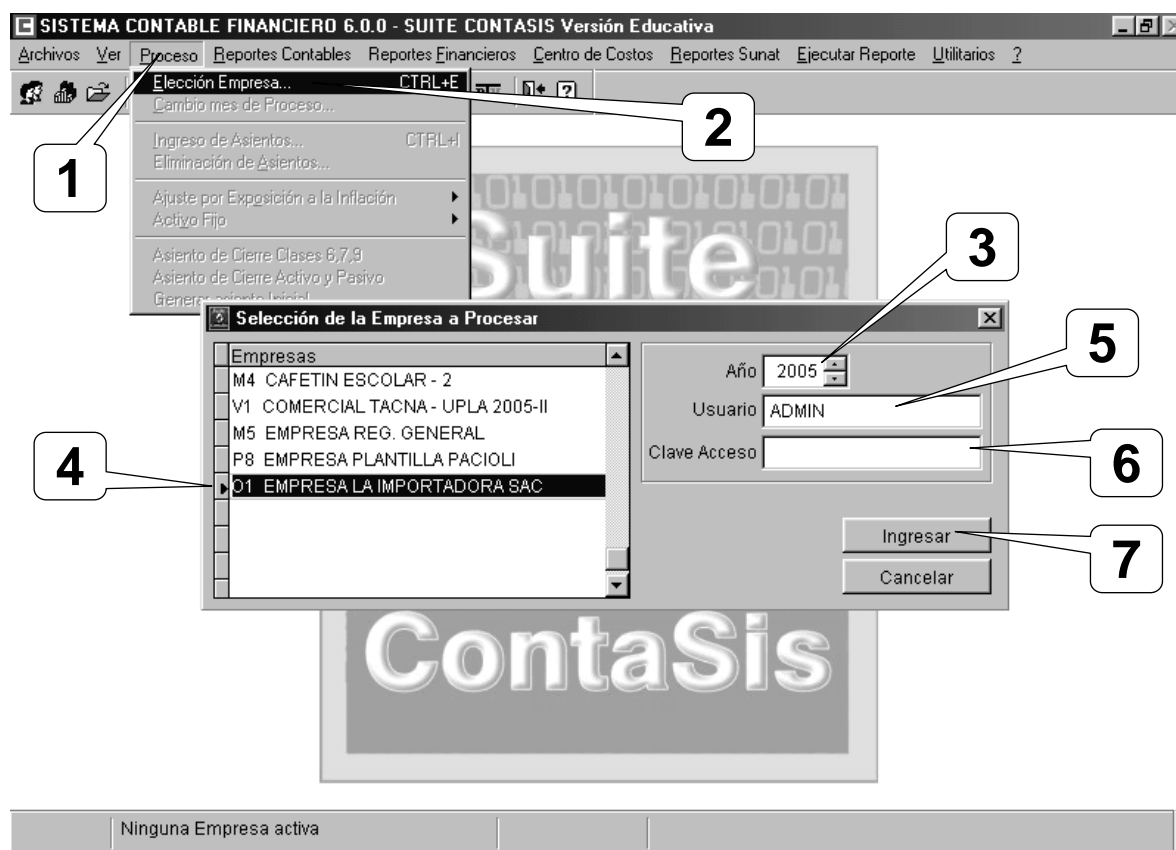 SISTEMA CONTABLE FINANCIERO 6.0.0 - SUITE CONTASIS Versión Educativa
Archivos Ver Proceso Reportes Contables Reportes Financieros Centro de Costos Reportes Sunat Ejecutar Reporte Utilitarios ?
Elección Empresa... CTRL+E
Cambio mes de Proceso...
Ingreso de Asientos... CTRL+I
Eliminación de Asientos...
Ajuste por Exposición a la Inflación
Activo Fijo
Asiento de Cierre Clases 6,7,9
Asiento de Cierre Activo y Pasivo
Generar asiento Inicial
1
2
Suite
3
Selección de la Empresa a Procesar
Empresas
M4 CAFETIN ESCOLAR - 2
V1 COMERCIAL TACNA - UPLA 2005-II
M5 EMPRESA REG. GENERAL
P8 EMPRESA PLANTILLA PACIOLI
O1 EMPRESA LA IMPORTADORA SAC
4
Año 2005
Usuario ADMIN
Clave Acceso
5
6
Ingresar
7
Cancelar
ContaSis
Ninguna Empresa activa